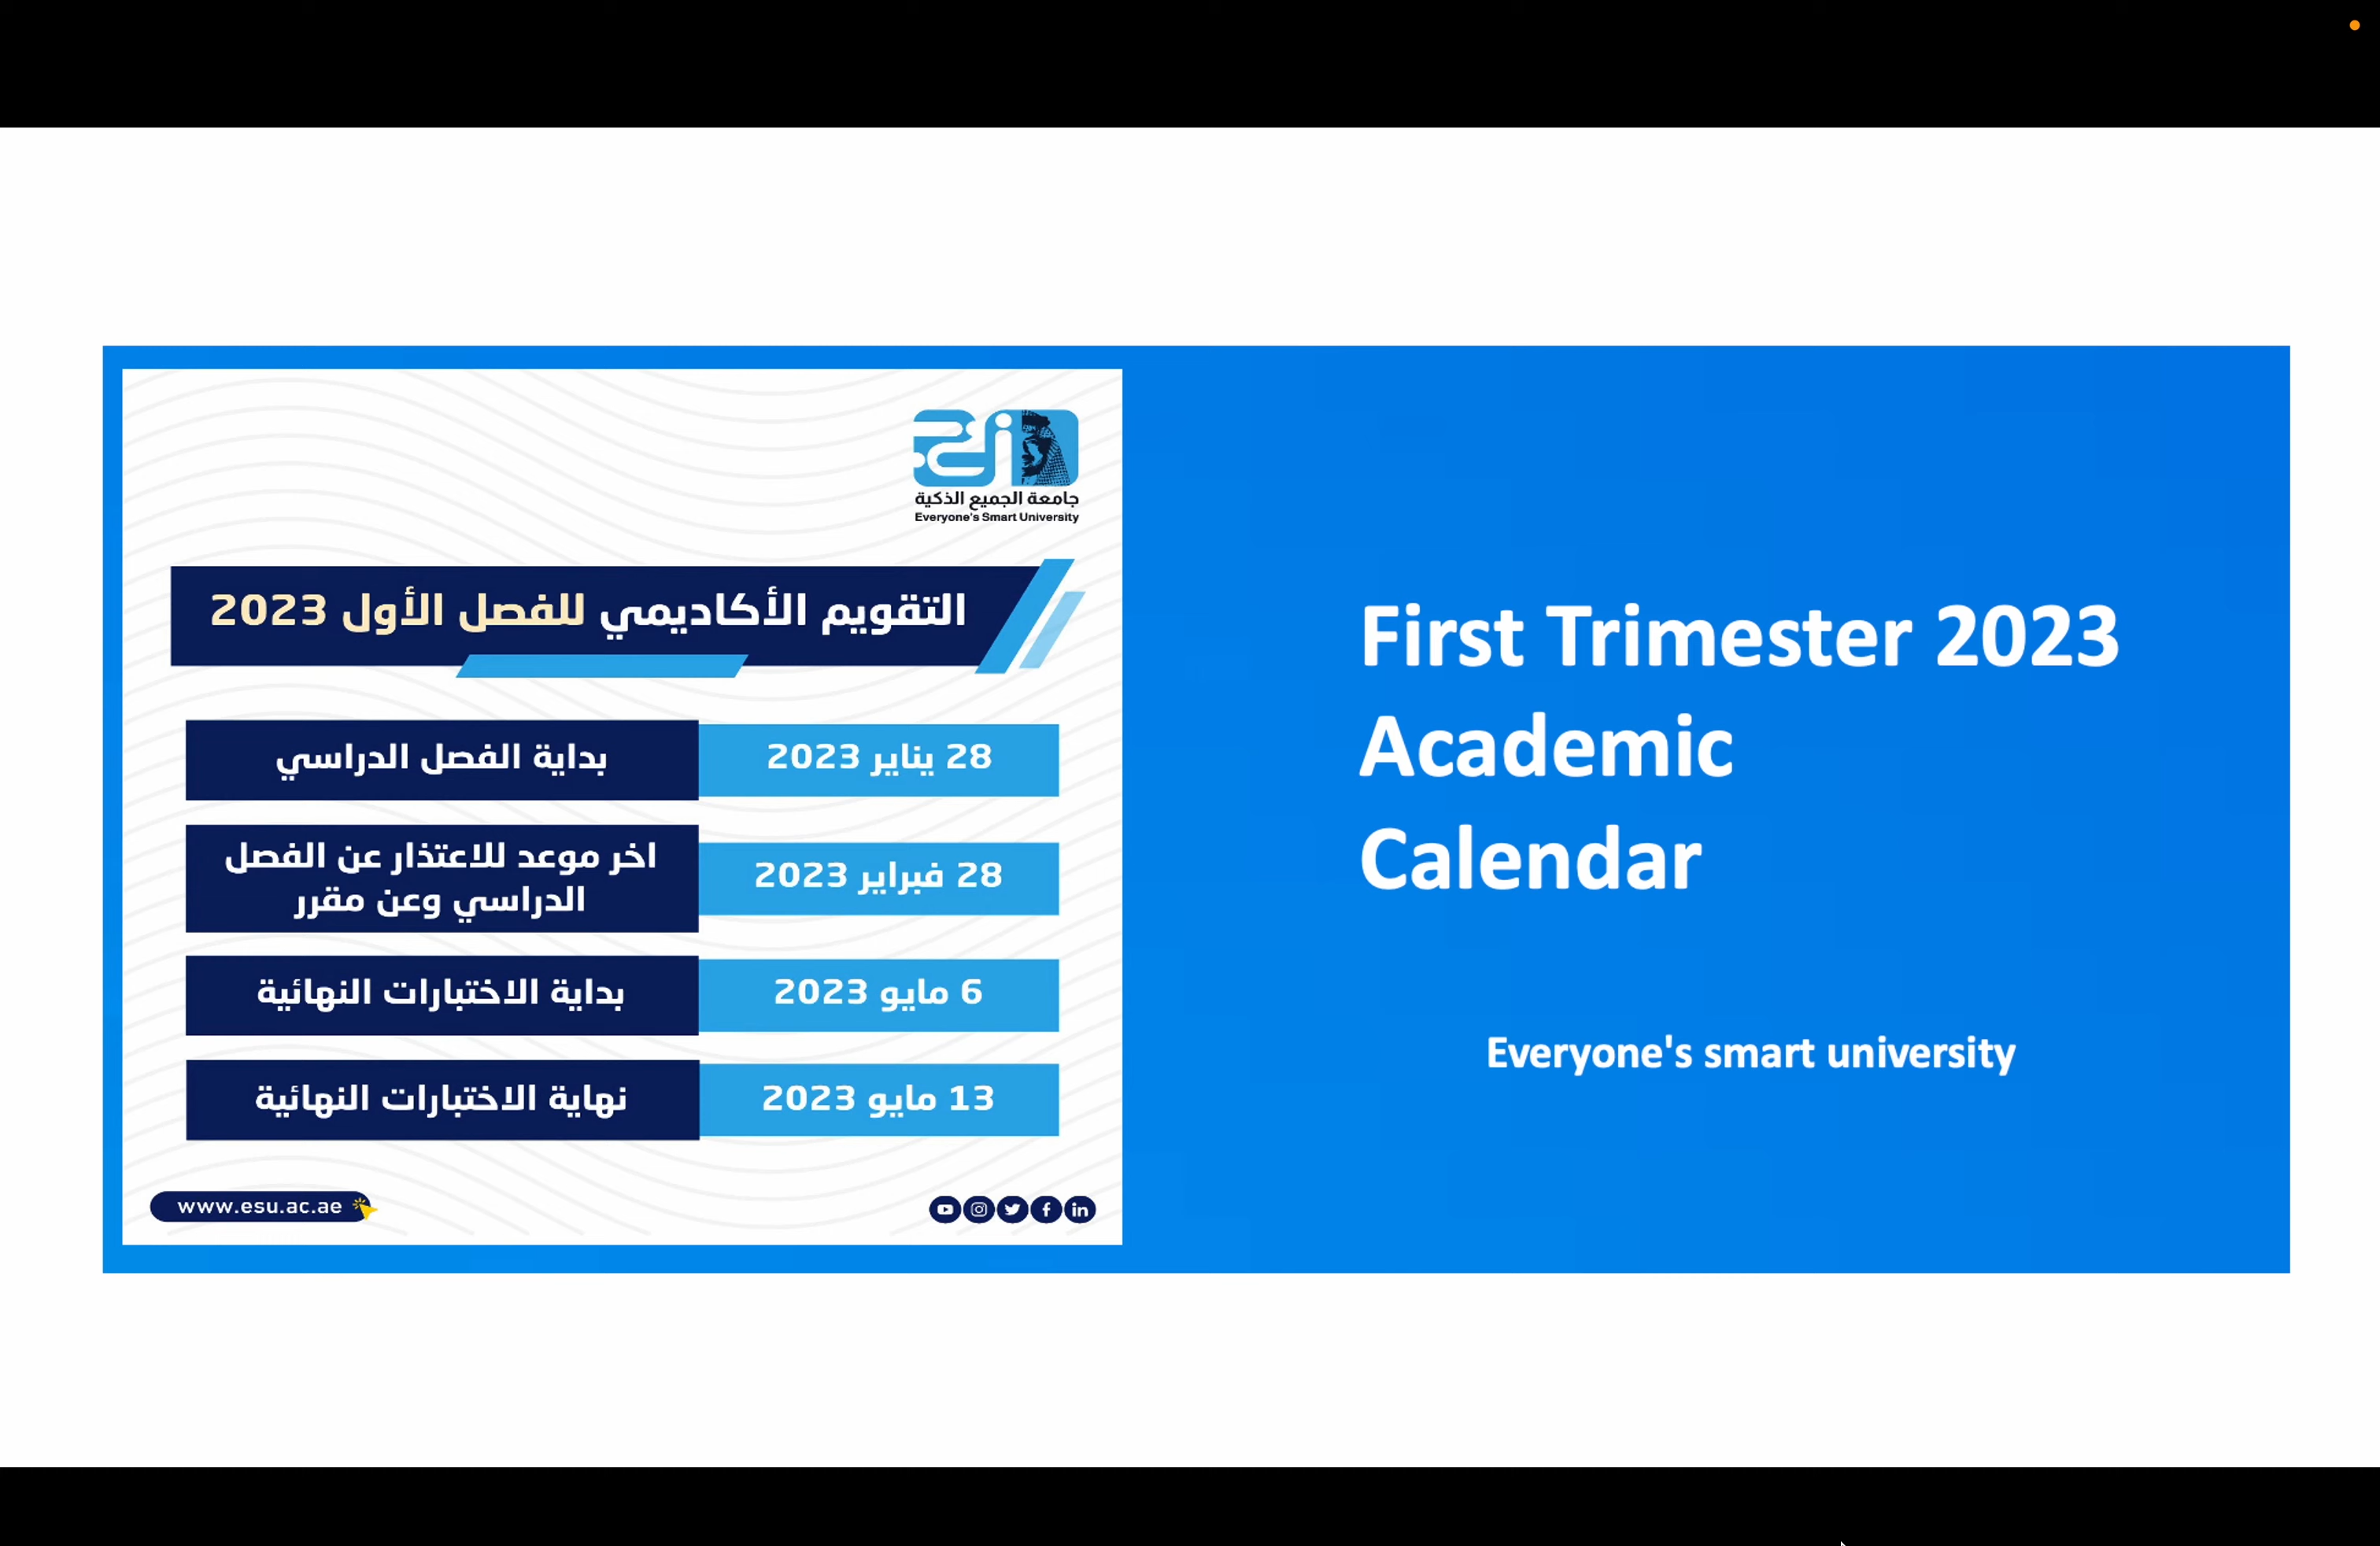 جامعة الجميع الذكية
Everyone's Smart University
التقويم الأكاديمي للفصل الأول 2023
28 يناير 2023
بداية الفصل الدراسي
28 فبراير 2023
اخر موعد للاعتذار عن الفصل
الدراسي وعن مقرر
6 مايو 2023
بداية الاختبارات النهائية
13 مايو 2023
نهاية الاختبارات النهائية
www.esu.ac.ae
First Trimester 2023
Academic
Calendar
Everyone's smart university